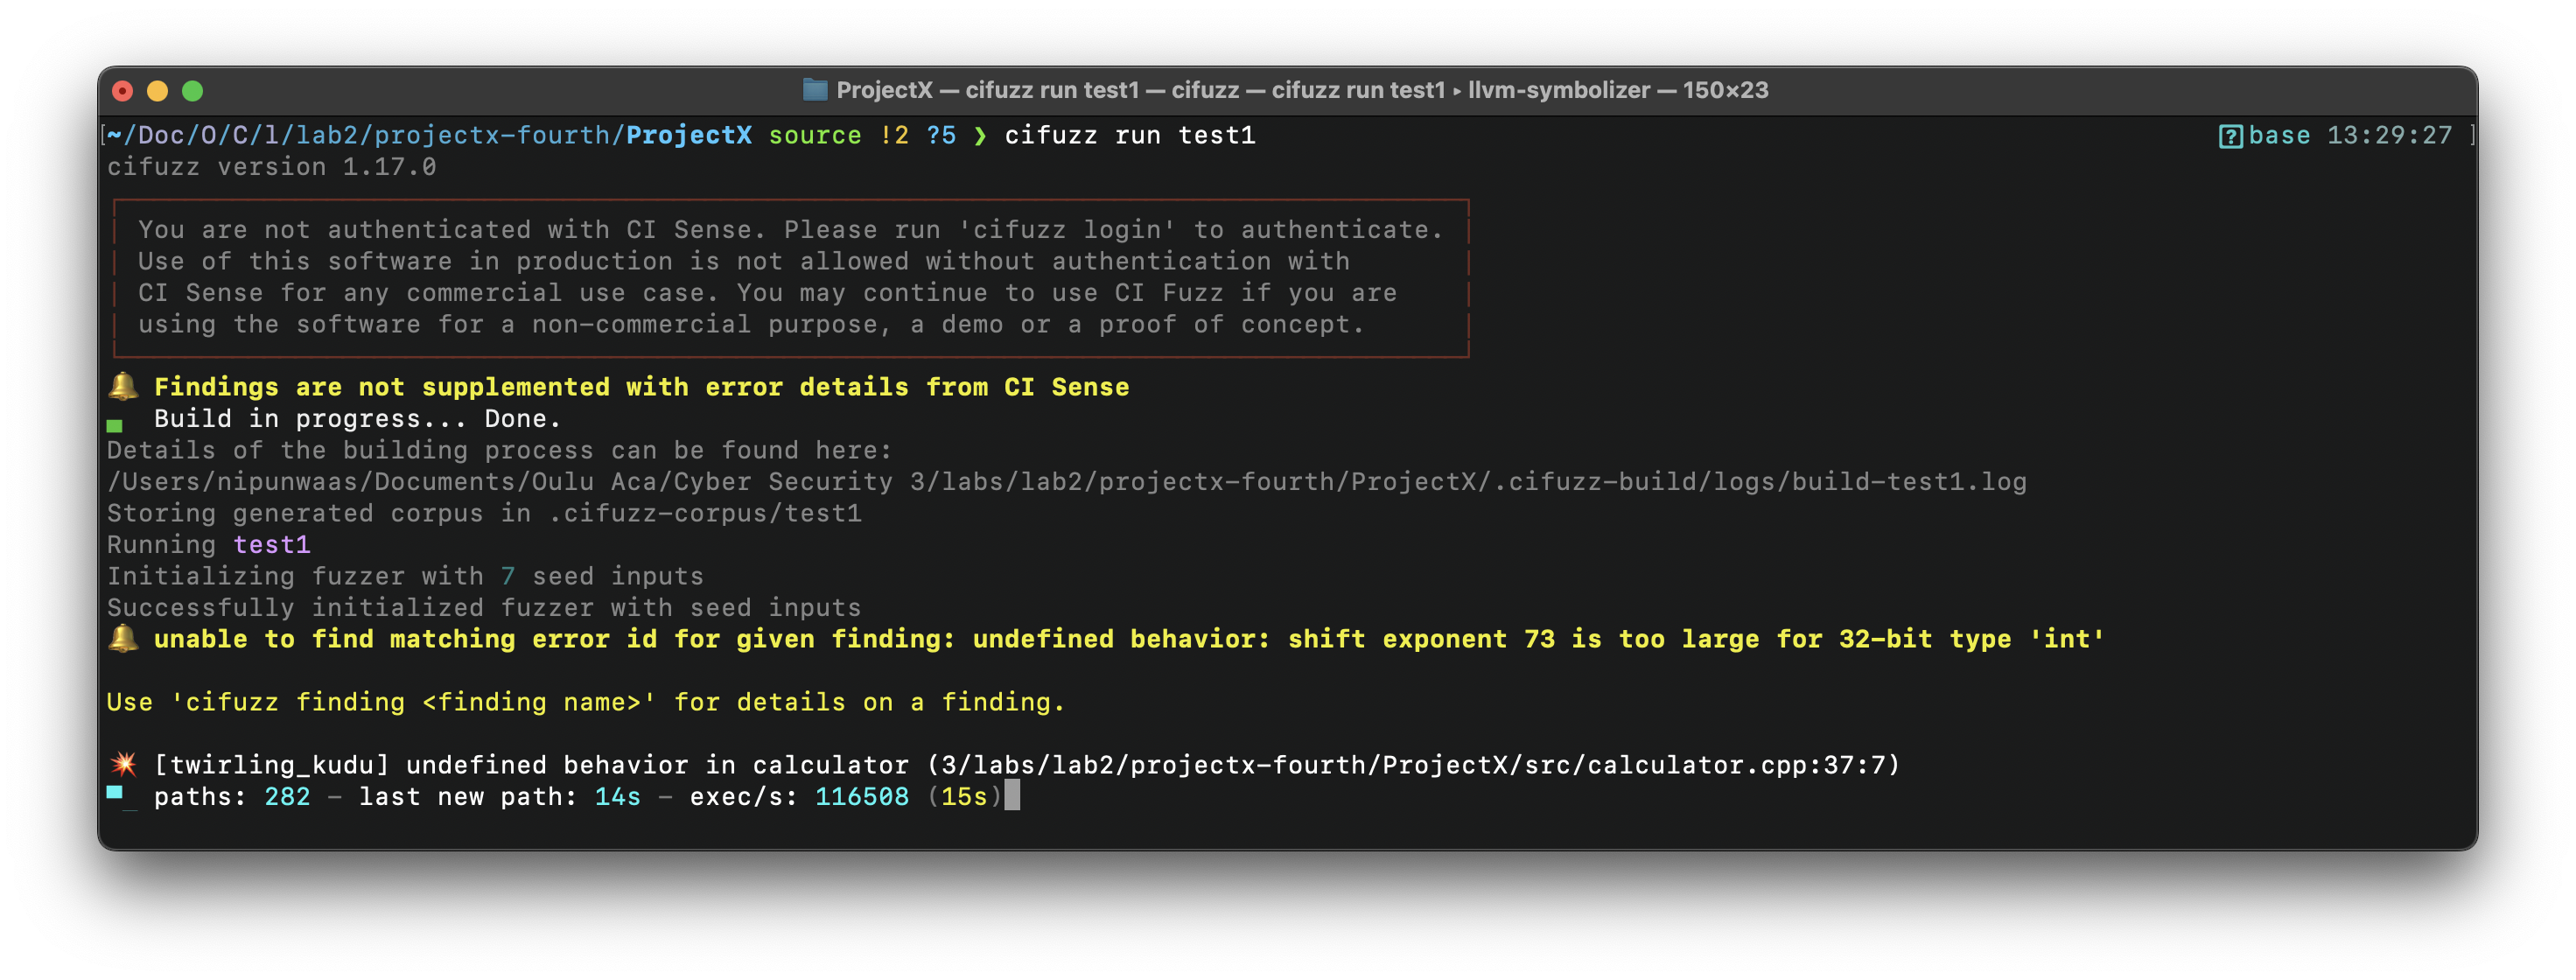 ProjectX — cifuzz run test1 — cifuzz — cifuzz run test1 ▸ llvm-symbolizer — 150×23
[~/Doc/O/C/l/lab2/projectx-fourth/ProjectX source !2 ?5 ❯ cifuzz run test1 ?base 13:29:27 ]
cifuzz version 1.17.0
You are not authenticated with CI Sense. Please run 'cifuzz login' to authenticate.
Use of this software in production is not allowed without authentication with
CI Sense for any commercial use case. You may continue to use CI Fuzz if you are
using the software for a non-commercial purpose, a demo or a proof of concept.
🔔 Findings are not supplemented with error details from CI Sense
Build in progress... Done.
Details of the building process can be found here:
/Users/nipunwaas/Documents/Oulu Aca/Cyber Security 3/labs/lab2/projectx-fourth/ProjectX/.cifuzz-build/logs/build-test1.log
Storing generated corpus in .cifuzz-corpus/test1
Running test1
Initializing fuzzer with 7 seed inputs
Successfully initialized fuzzer with seed inputs
🔔 unable to find matching error id for given finding: undefined behavior: shift exponent 73 is too large for 32-bit type 'int'
Use 'cifuzz finding <finding name>' for details on a finding.
💥 [twirling_kudu] undefined behavior in calculator (3/labs/lab2/projectx-fourth/ProjectX/src/calculator.cpp:37:7)
▀_ paths: 282 — last new path: 14s — exec/s: 116508 (15s)